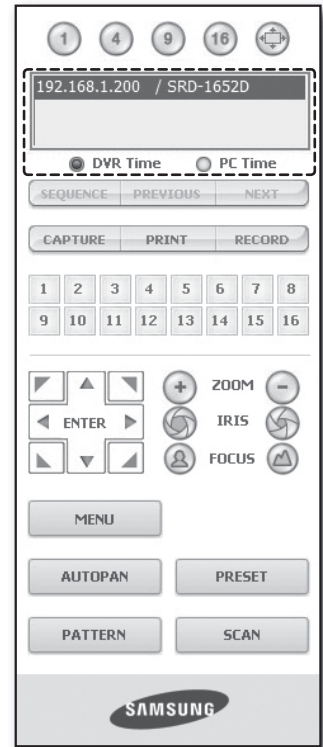 1 4 9 16
192.168.1.200 / SRD-1652D
DVR Time PC Time
SEQUENCE PREVIOUS NEXT
CAPTURE PRINT RECORD
1 2 3 4 5 6 7 8
9 10 11 12 13 14 15 16
ZOOM
ENTER IRIS
FOCUS
MENU
AUTOPAN PRESET
PATTERN SCAN
SAMSUNG